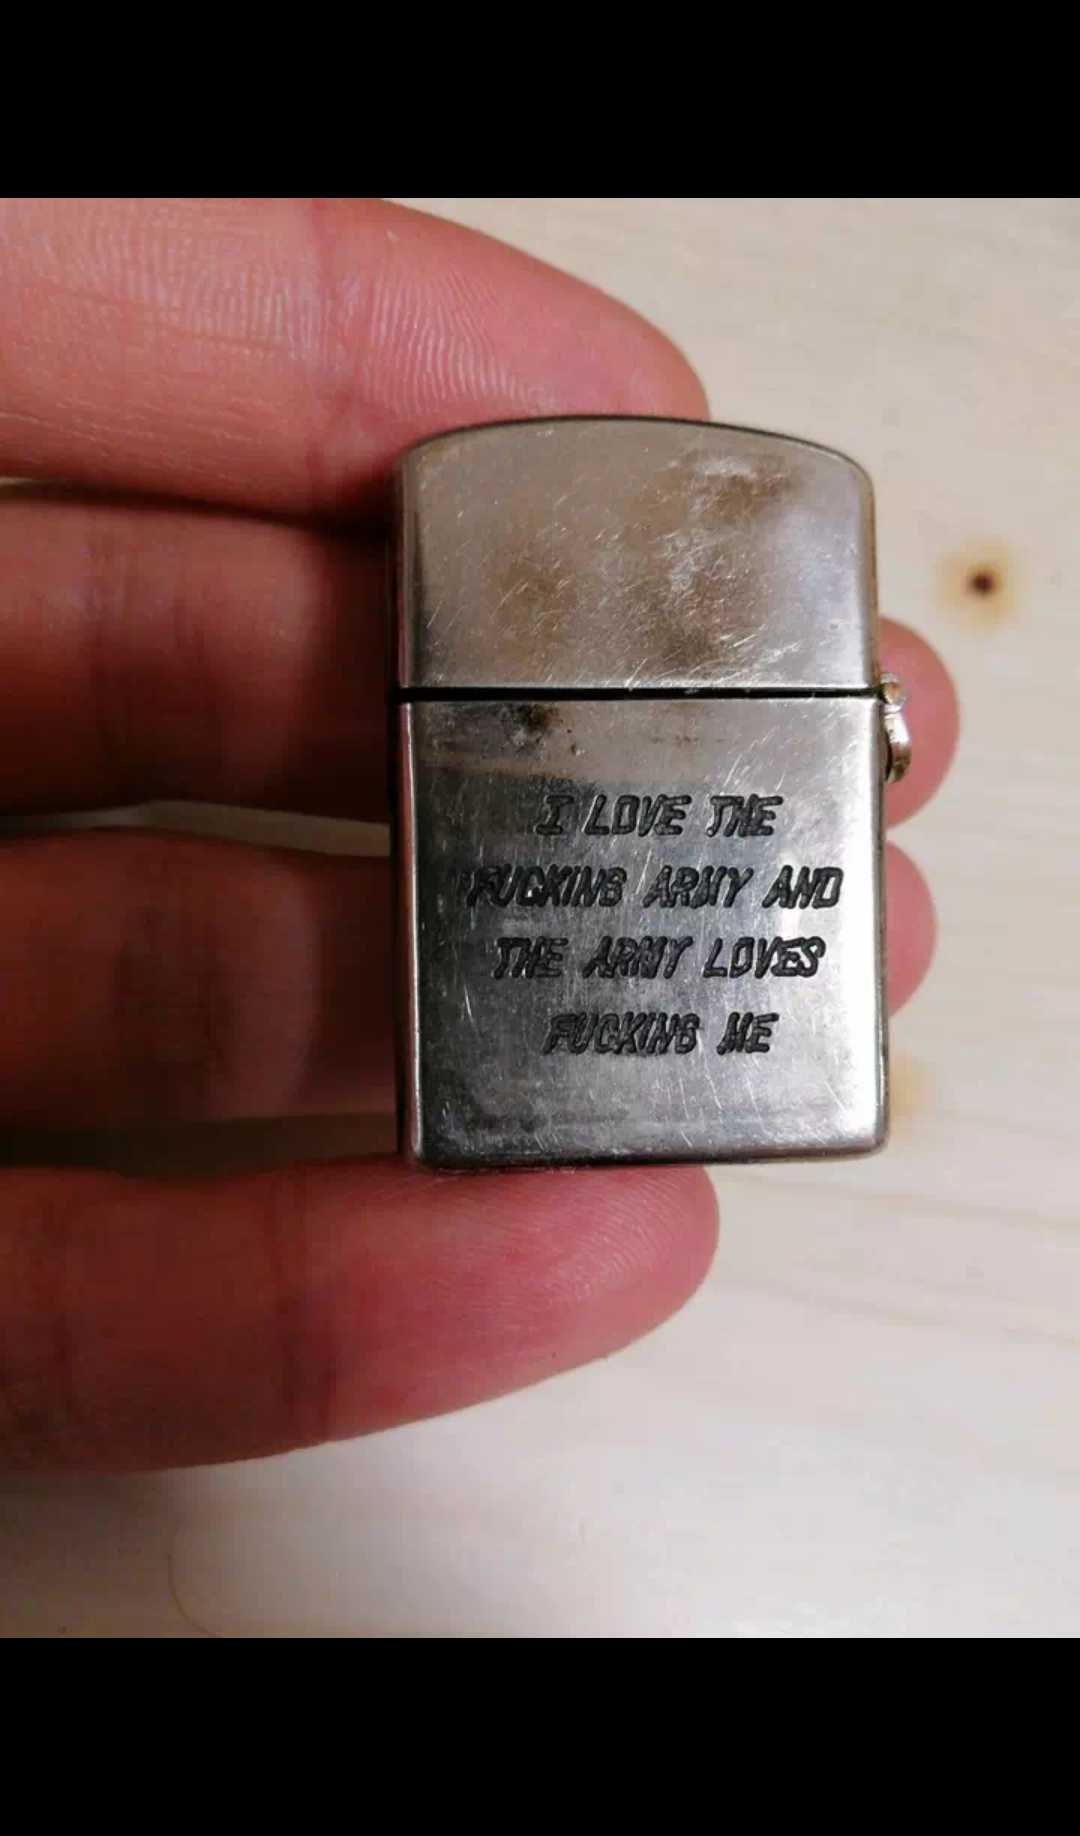 I LOVE THE
FUCKING ARMY AND
THE ARMY LOVES
FUCKING ME